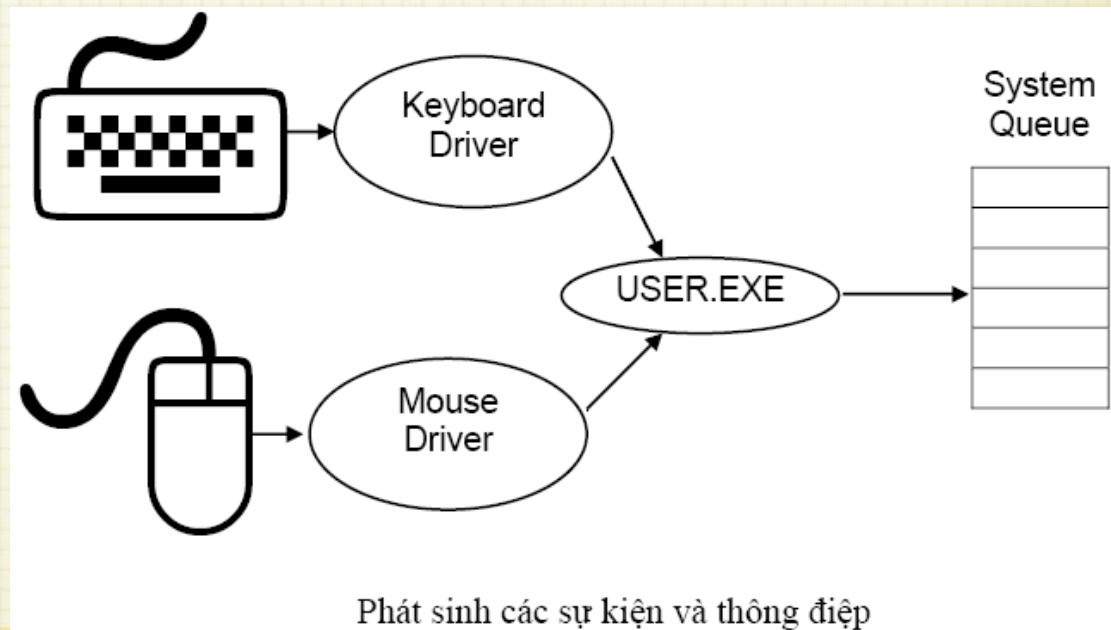 Keyboard
Driver
System
Queue
USER.EXE
Mouse
Driver
Phát sinh các sự kiện và thông điệp